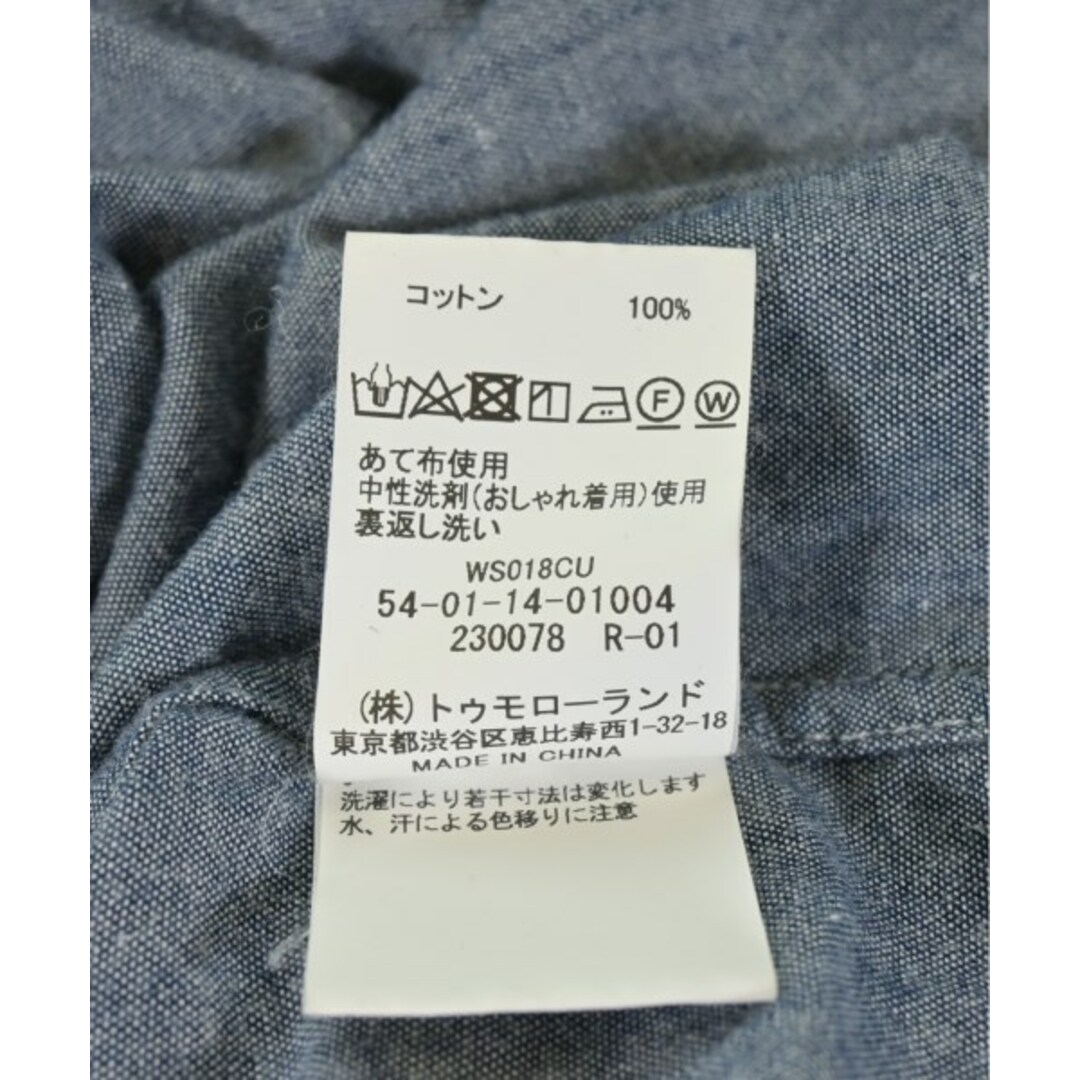 コットン 100%
F W
あて布使用
中性洗剤(おしゃれ着用)使用
裏返し洗い
WS018CU
54-01-14-01004
230078 R-01
(株)トゥモローランド
東京都渋谷区恵比寿西1-32-18
MADE IN CHINA
洗濯により若干寸法は変化します
水、汗による色移りに注意